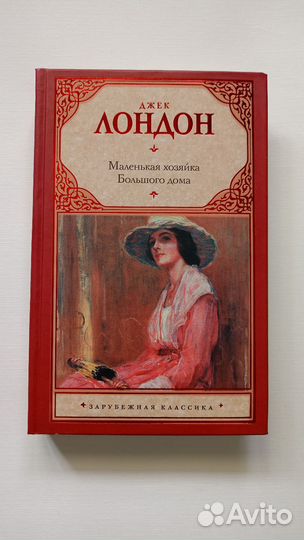 ДЖЕК
ЛОНДОН
Маленькая хозяйка
Большого дома
ЗАРУБЕЖНАЯ КЛАССИКА
Avito